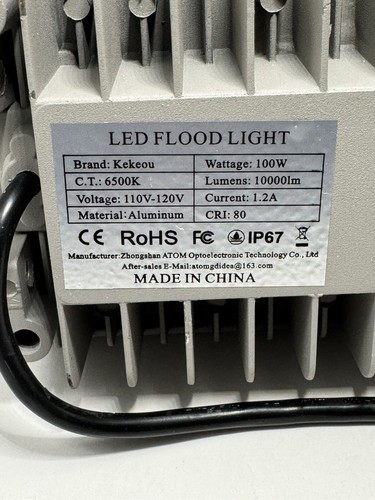 LED FLOOD LIGHT
Brand: Kekeou Wattage: 100W
C.T.: 6500K Lumens: 10000lm
Voltage: 110V-120V Current: 1.2A
Material: Aluminum CRI: 80
CE RoHS FC IP67
Manufacturer: Zhongshan ATOM Optoelectronic Technology Co., Ltd
After-sales E-Mail:atomgdidea@163.com
MADE IN CHINA